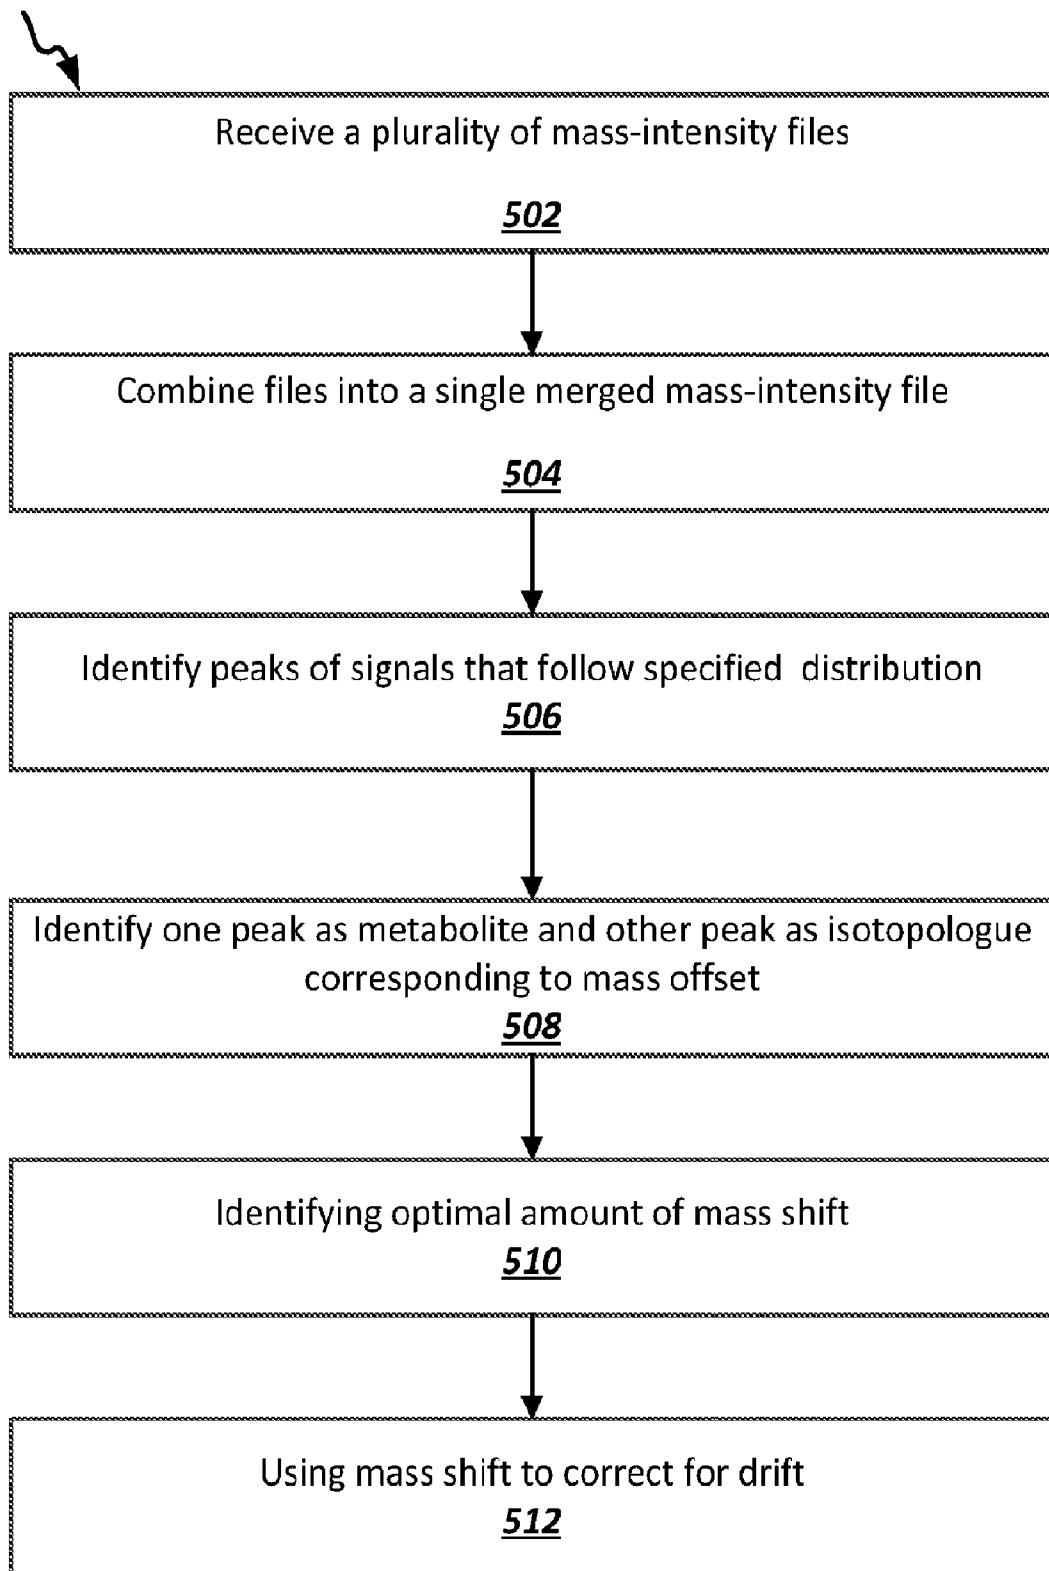 Receive a plurality of mass-intensity files
502
Combine files into a single merged mass-intensity file
504
Identify peaks of signals that follow specified distribution
506
Identify one peak as metabolite and other peak as isotopologue
corresponding to mass offset
508
Identifying optimal amount of mass shift
510
Using mass shift to correct for drift
512